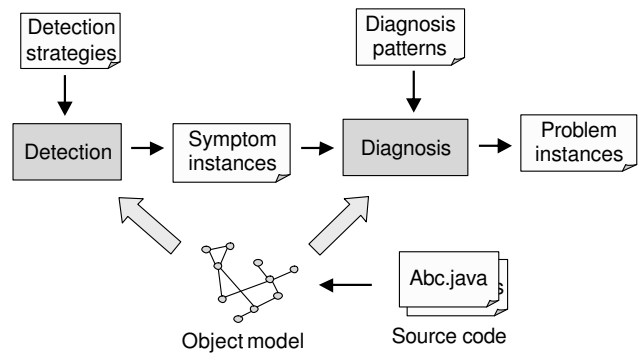 Detection
strategies
Diagnosis
patterns
Detection
Symptom
instances
Diagnosis
Problem
instances
Abc.java
Object model
Source code